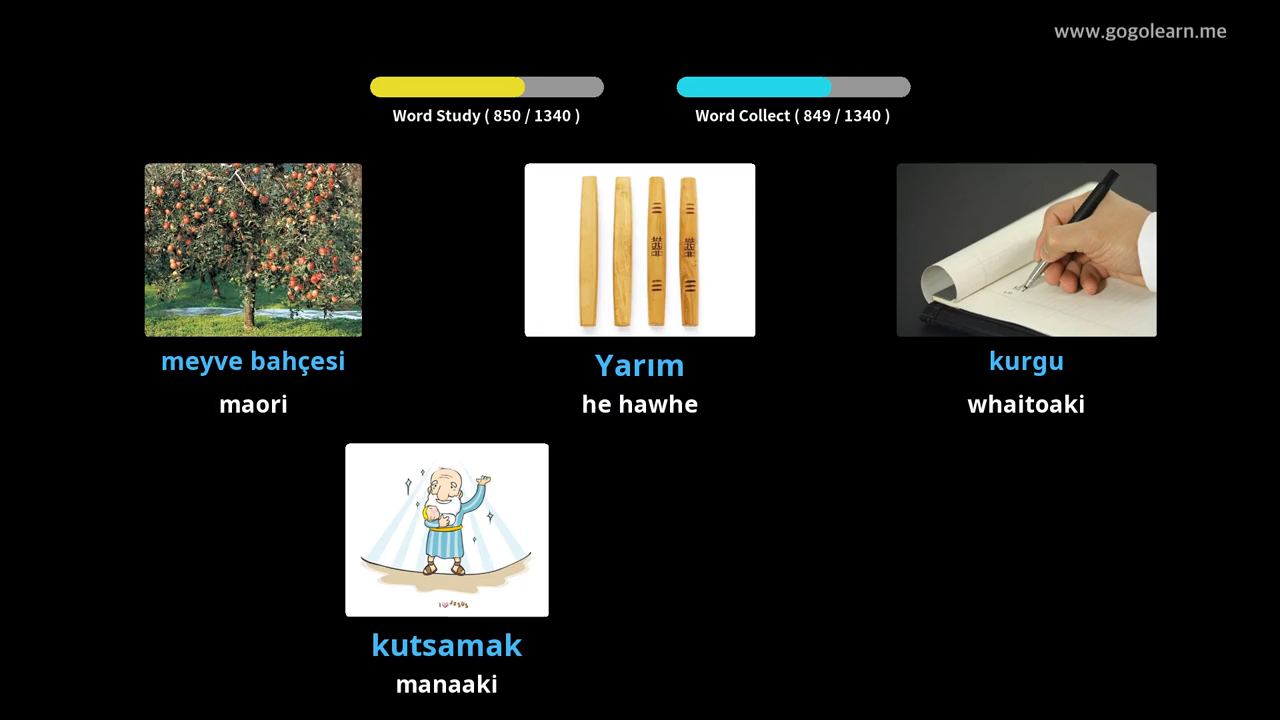 www.gogolearn.me
Word Study ( 850 / 1340 )
Word Collect ( 849 / 1340 )
meyve bahçesi
Yarım
kurgu
maori
he hawhe
whaitoaki
kutsamak
manaaki